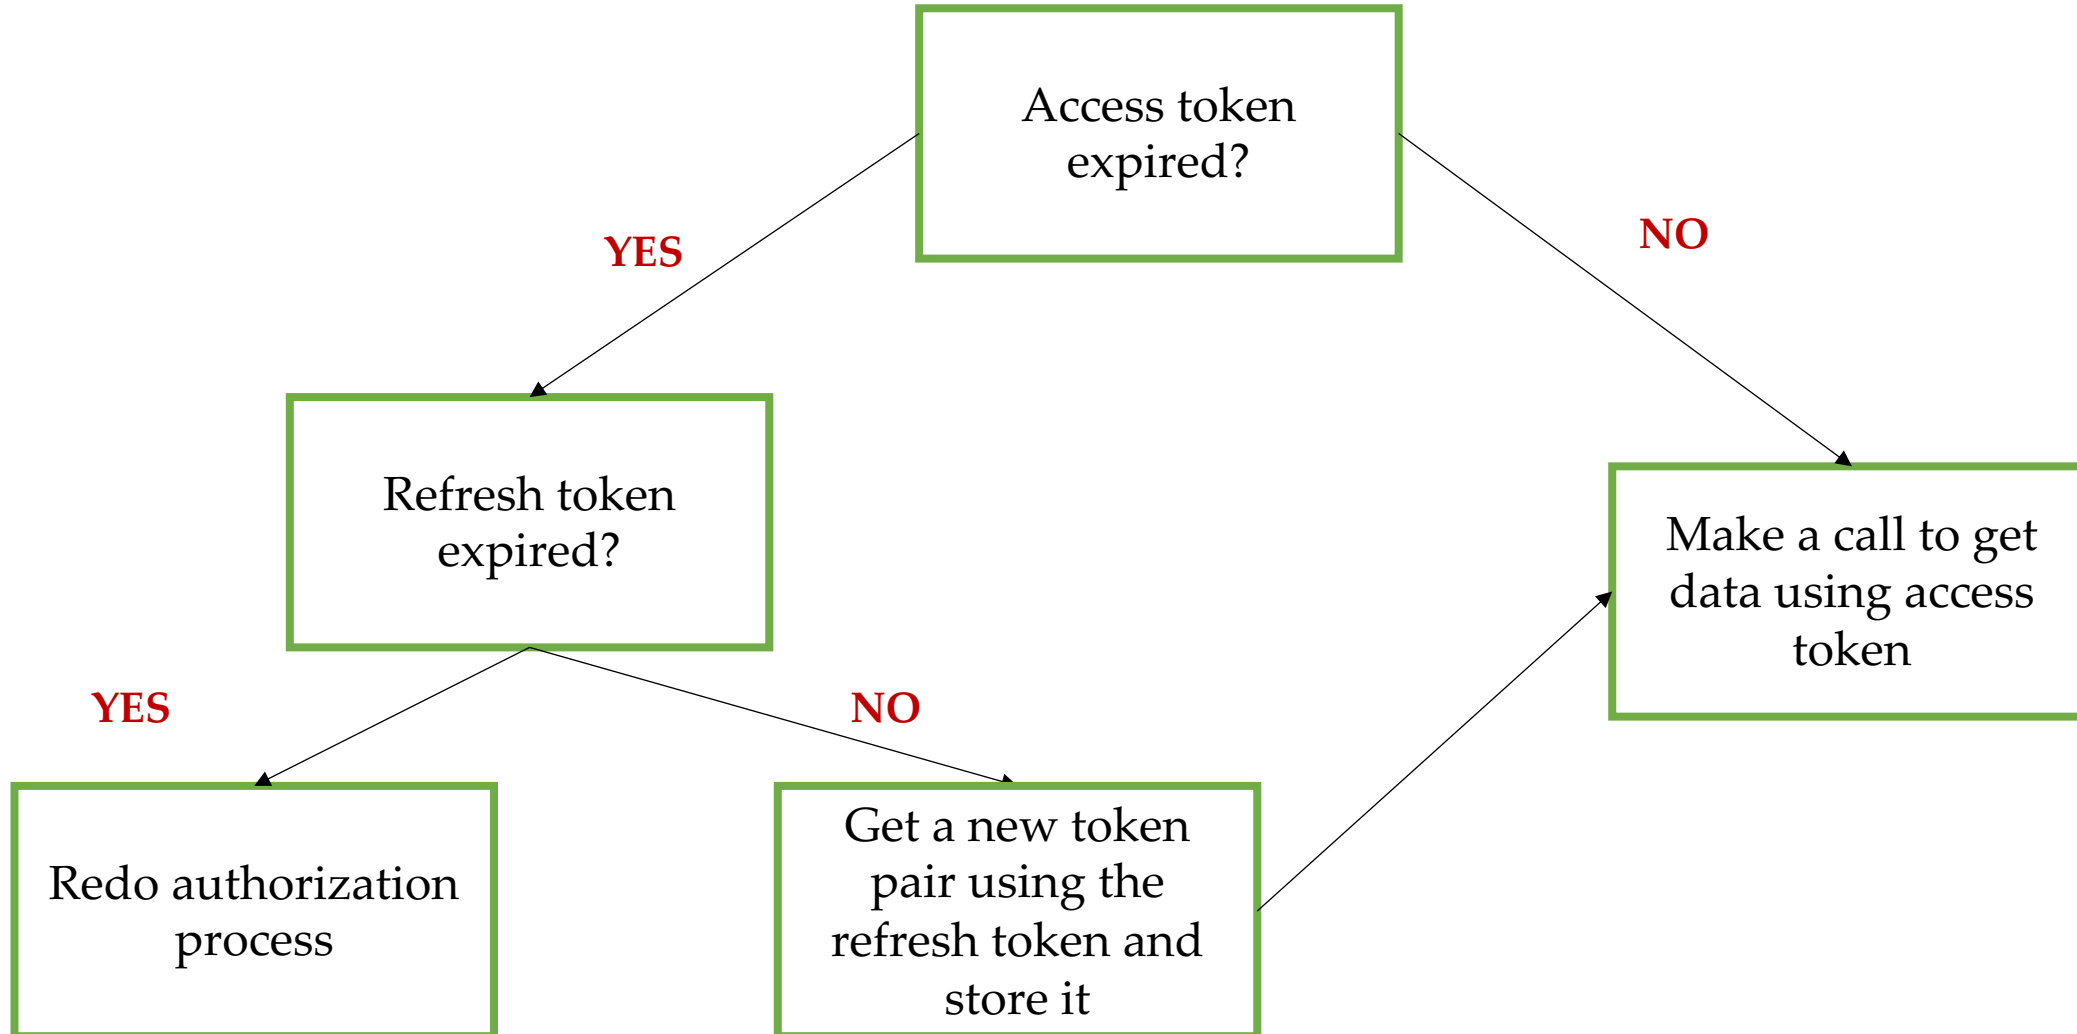 Access token
expired?
YES
NO
Refresh token
expired?
Make a call to get
data using access
token
YES
NO
Redo authorization
process
Get a new token
pair using the
refresh token and
store it